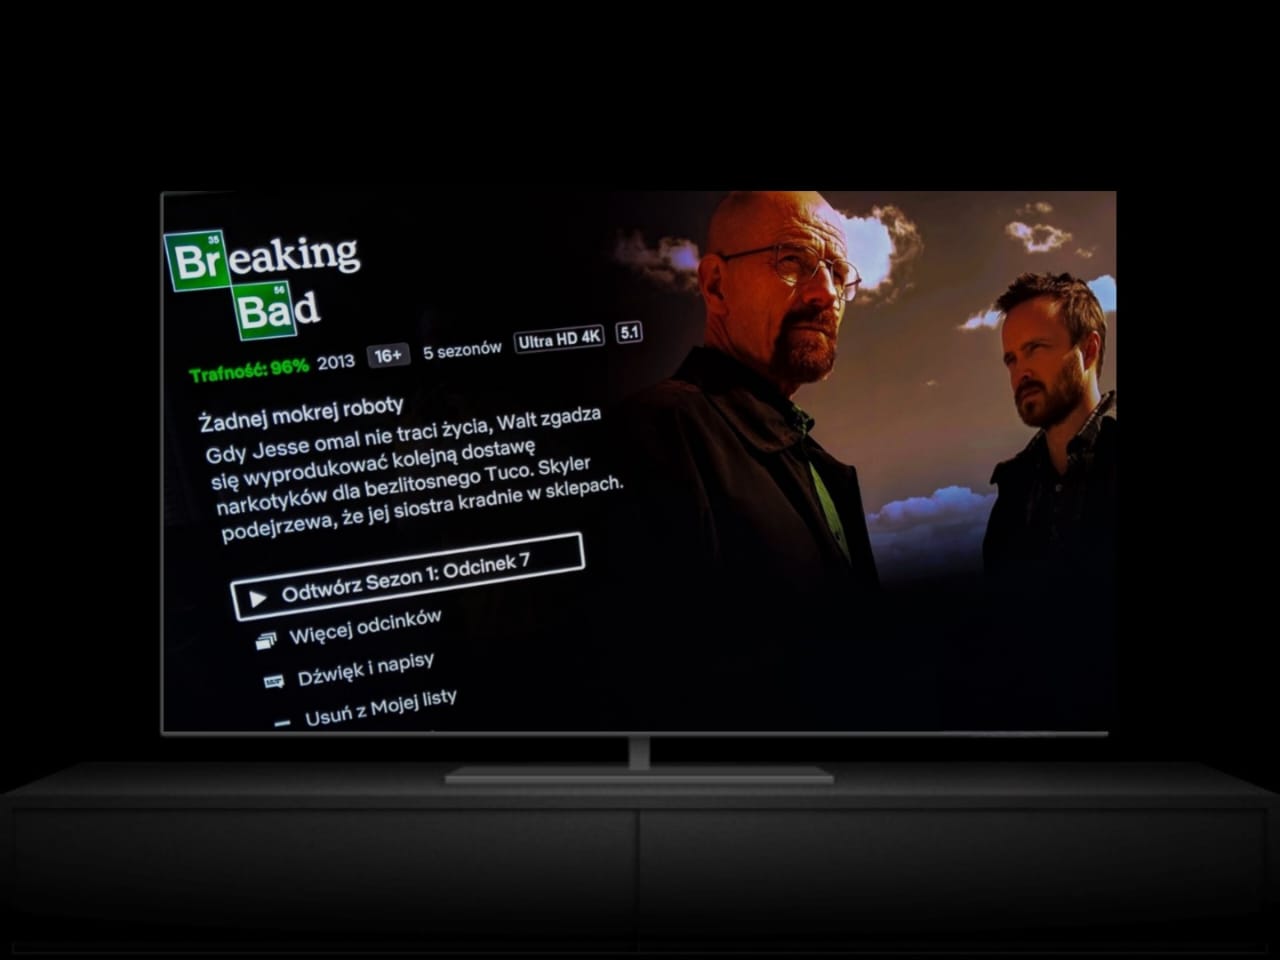 35
Breaking
56
Bad
Trafność: 96% 2013 16+ 5 sezonów Ultra HD 4K 5.1
Żadnej mokrej roboty
Gdy Jesse omal nie traci życia, Walt zgadza
się wyprodukować kolejną dostawę
narkotyków dla bezlitosnego Tuco. Skyler
podejrzewa, że jej siostra kradnie w sklepach.
Odtwórz Sezon 1: Odcinek 7
Więcej odcinków
Dźwięk i napisy
Usuń z Mojej listy